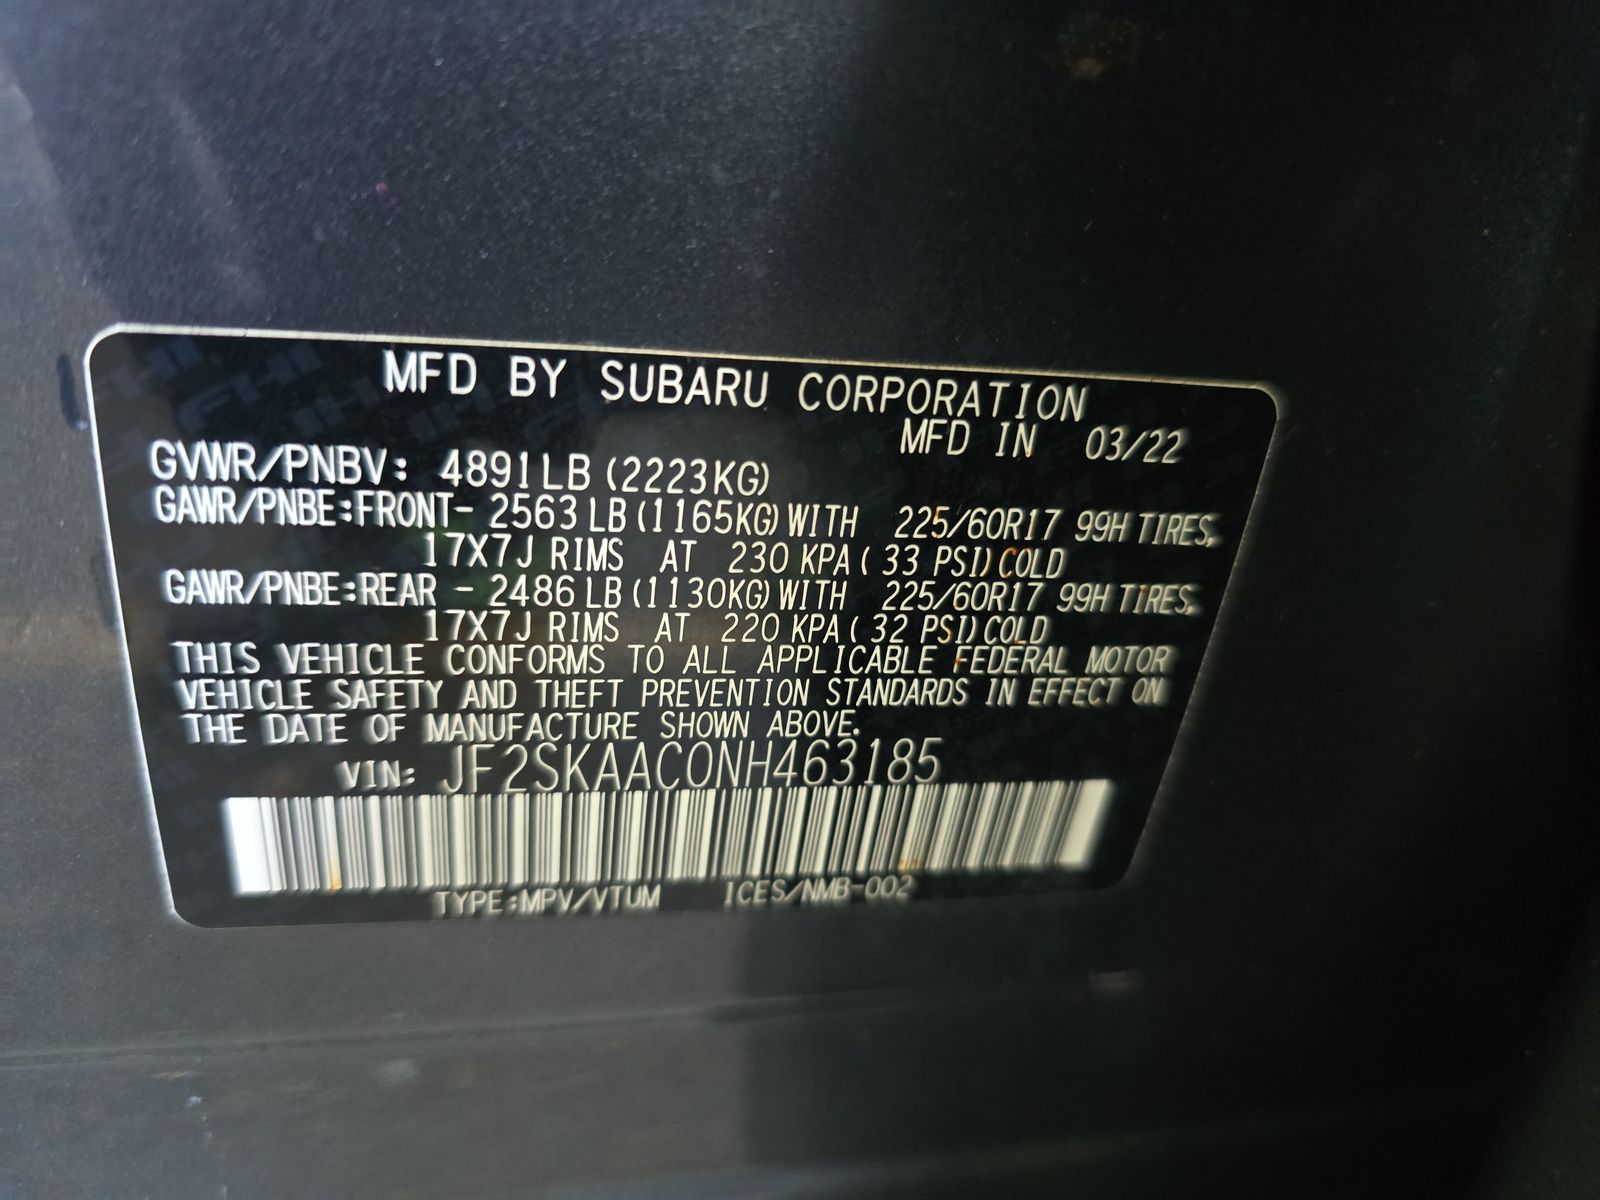 MFD BY SUBARU CORPORATION
MFD IN 03/22
GVWR/PNBV: 4891LB (2223KG)
GAWR/PNBE:FRONT- 2563 LB (1165KG) WITH 225/60R17 99H TIRES,
17X7J RIMS AT 230 KPA ( 33 PSI) COLD
GAWR/PNBE:REAR - 2486 LB (1130KG) WITH 225/60R17 99H TIRES,
17X7J RIMS AT 220 KPA ( 32 PSI) COLD
THIS VEHICLE CONFORMS TO ALL APPLICABLE FEDERAL MOTOR
VEHICLE SAFETY AND THEFT PREVENTION STANDARDS IN EFFECT ON
THE DATE OF MANUFACTURE SHOWN ABOVE.
VIN: JF2SKAAC0NH463185
TYPE:MPV/VTUM ICES/NMB-002